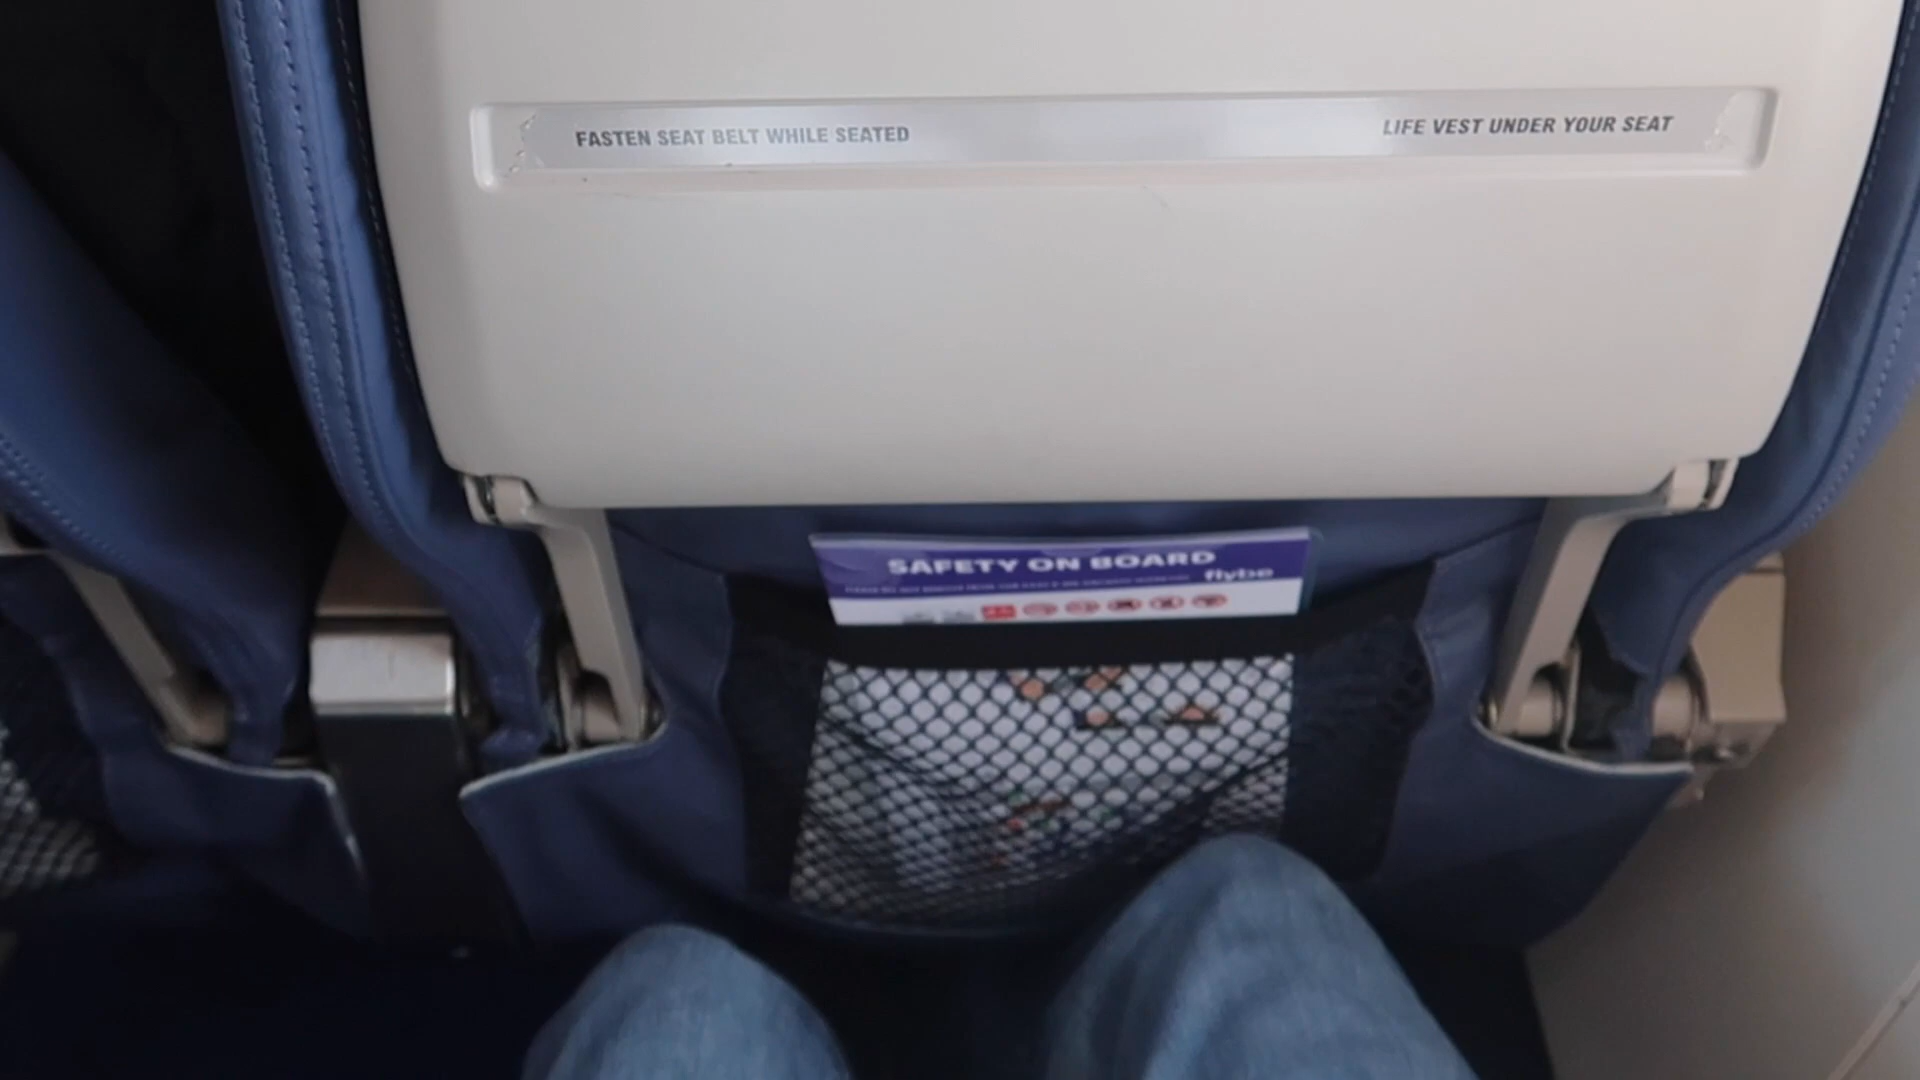 FASTEN SEAT BELT WHILE SEATED
LIFE VEST UNDER YOUR SEAT
SAFETY ON BOARD
flybe